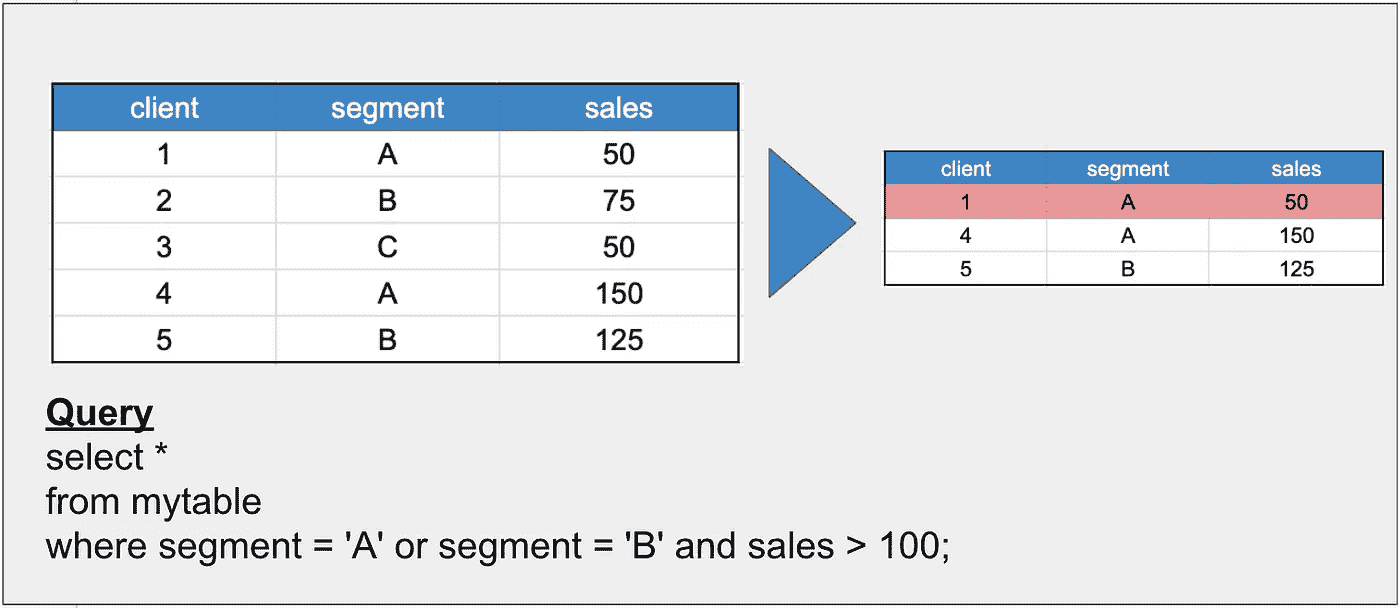 client segment sales
1 A 50
2 B 75
3 C 50
4 A 150
5 B 125
client segment sales
1 A 50
4 A 150
5 B 125
Query
select *
from mytable
where segment = 'A' or segment = 'B' and sales > 100;